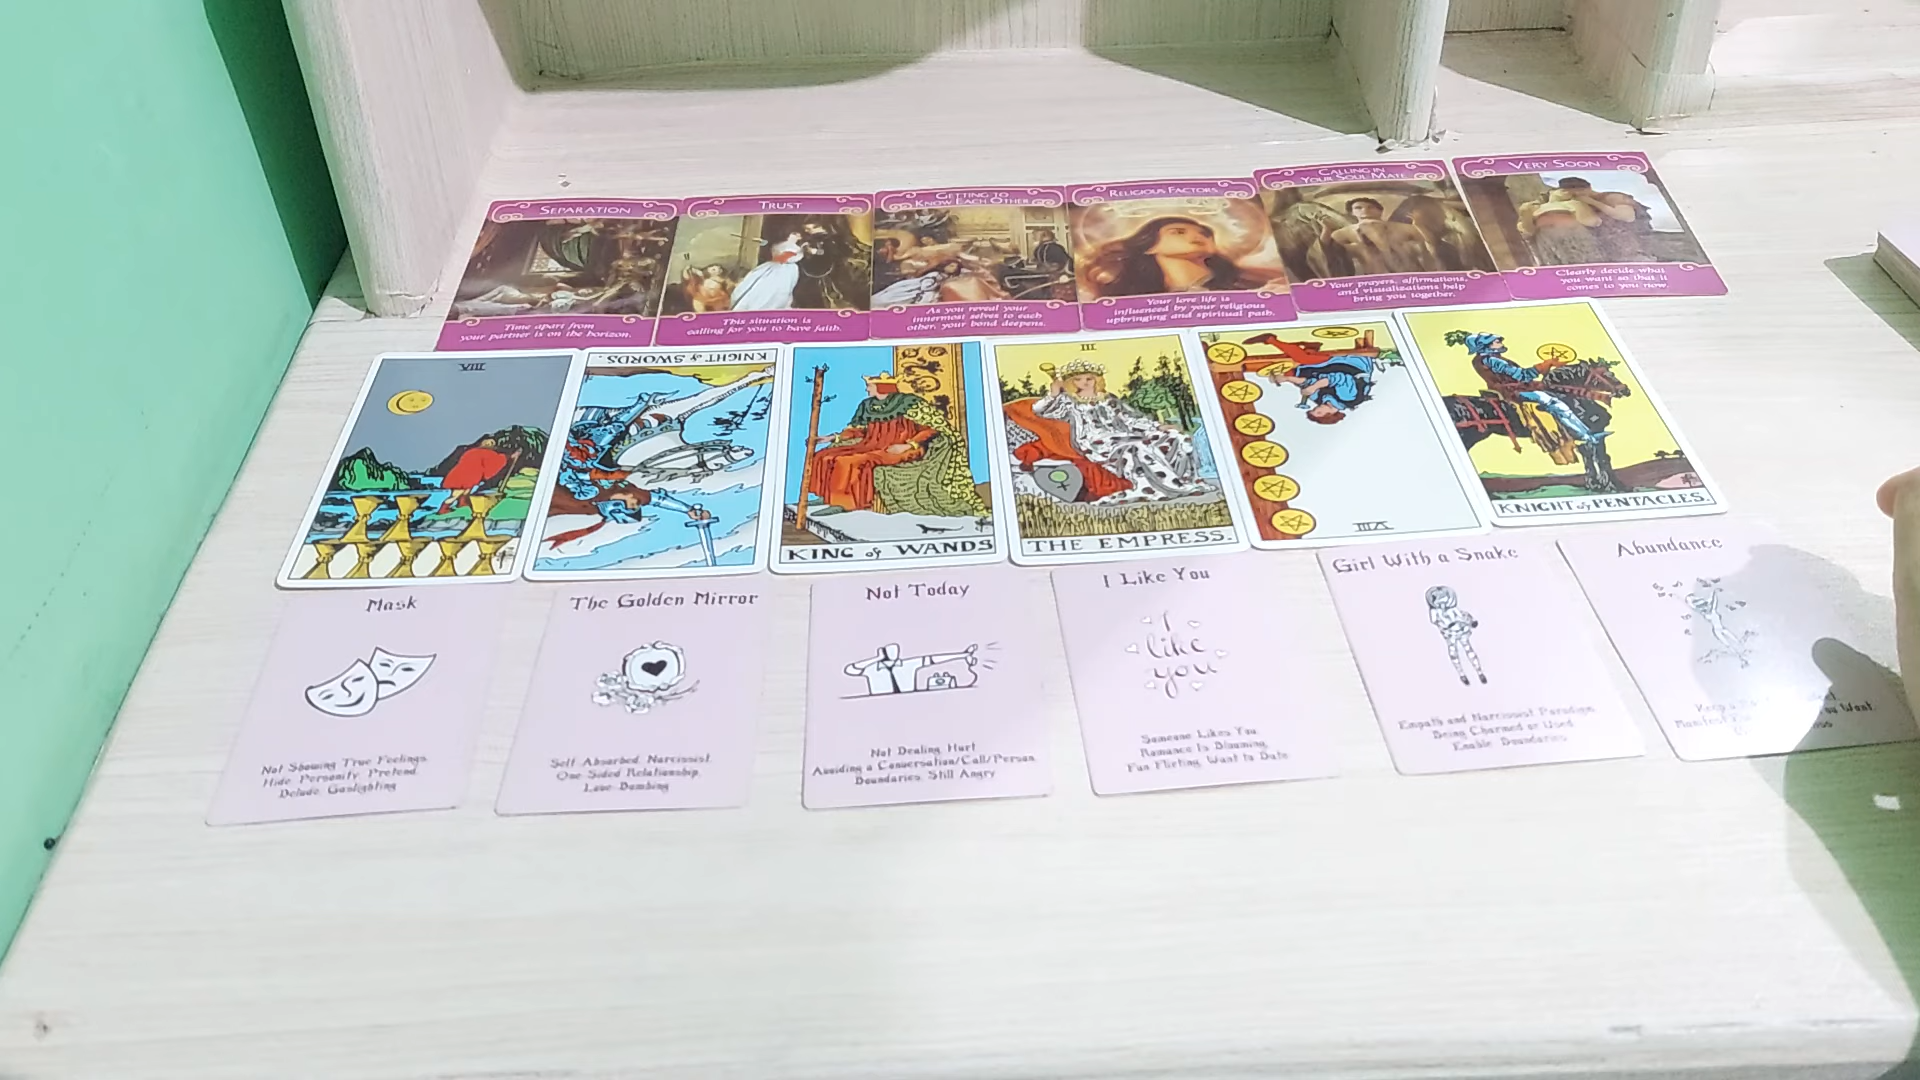 SEPARATION
Time apart from
your partner is on the horizon.
TRUST
This situation is
calling for you to have faith.
GETTING TO
KNOW EACH OTHER
As you reveal your
innermost selves to each
other, your bond deepens.
RELIGIOUS FACTORS
Your love life is
influenced by your religious
upbringing and spiritual path.
CALLING IN
YOUR SOUL MATE
Your prayers, affirmations,
and visualizations help
bring you together.
VERY SOON
Clearly decide what
you want so that it
comes to you now.
VIII
KNIGHT of SWORDS.
KING of WANDS
III
THE EMPRESS.
VIII
KNIGHT of PENTACLES.
Mask
Not Showing True Feelings
Hide Personify Pretend
Delude Gaslighting
The Golden Mirror
Self Absorbed Narcissist
One Sided Relationship
Love Bombing
Not Today
Not Dealing Hurt
Avoiding a Conversation/Call/Person
Boundaries Still Angry
I Like You
I
like
you
Someone Likes You
Romance Is Blooming
Fun Flirting Want to Date
Girl With a Snake
Empath and Narcissist Paradigm
Being Charmed or Used
Enable Boundaries
Abundance
Keep
You Want
Manifest